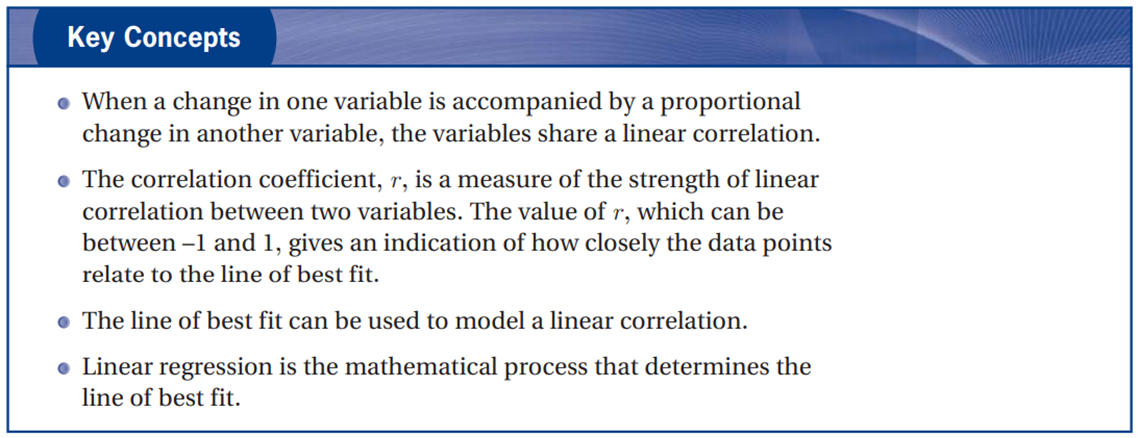 Key Concepts
When a change in one variable is accompanied by a proportional
change in another variable, the variables share a linear correlation.
The correlation coefficient, r, is a measure of the strength of linear
correlation between two variables. The value of r, which can be
between –1 and 1, gives an indication of how closely the data points
relate to the line of best fit.
The line of best fit can be used to model a linear correlation.
Linear regression is the mathematical process that determines the
line of best fit.